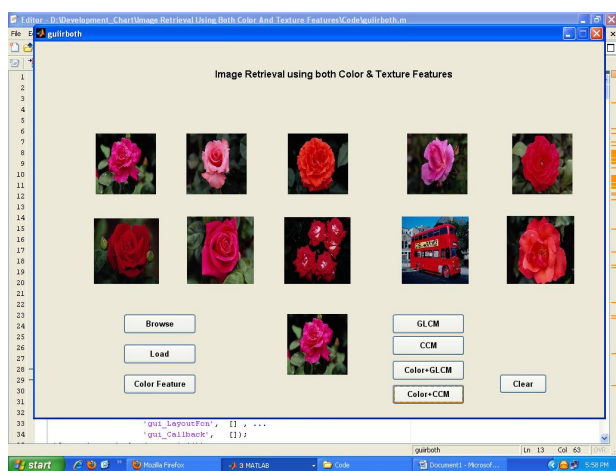 Editor - D:\Development_Chart\Image Retrieval Using Both Color And Texture Features\Code\guiirboth.m
File
guiirboth
Image Retrieval using both Color & Texture Features
1
2
3
4
5
6
7
8
9
10
11
12
13
14
15
16
17
18
19
20
21
22
23
24
25
26
27
28
29
30
31
32
33
34
Browse
Load
Color Feature
GLCM
CCM
Color+GLCM
Color+CCM
Clear
'gui_LayoutFcn', [] , ...
'gui_Callback', []);
guiirboth
Ln 13 Col 63 OVR
start
Mozilla Firefox
3 MATLAB
Code
Document1 - Microsof...
5:58 PM